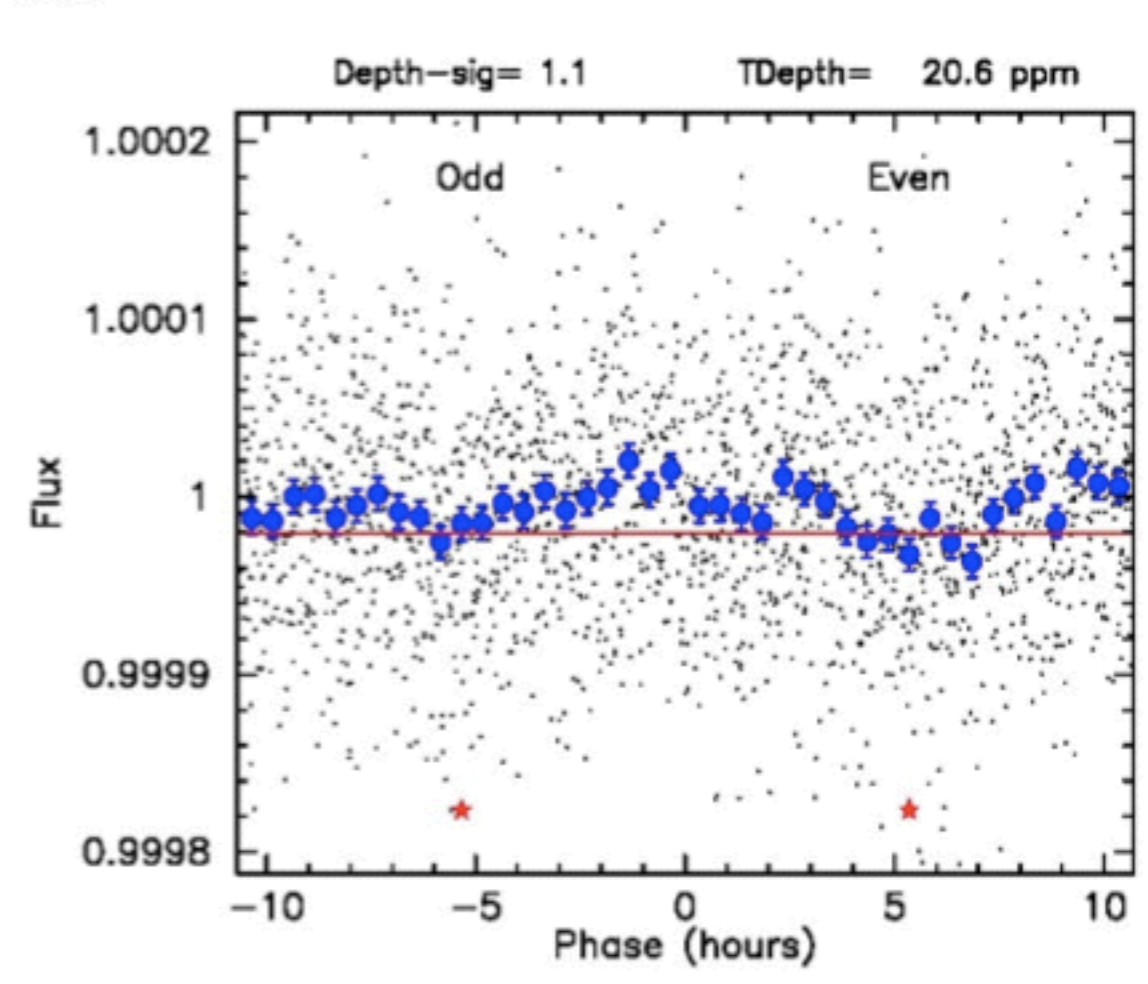 Depth-sig= 1.1 TDepth= 20.6 ppm
Odd Even
1.0002
1.0001
1
0.9999
0.9998
Flux
-10 -5 0 5 10
Phase (hours)